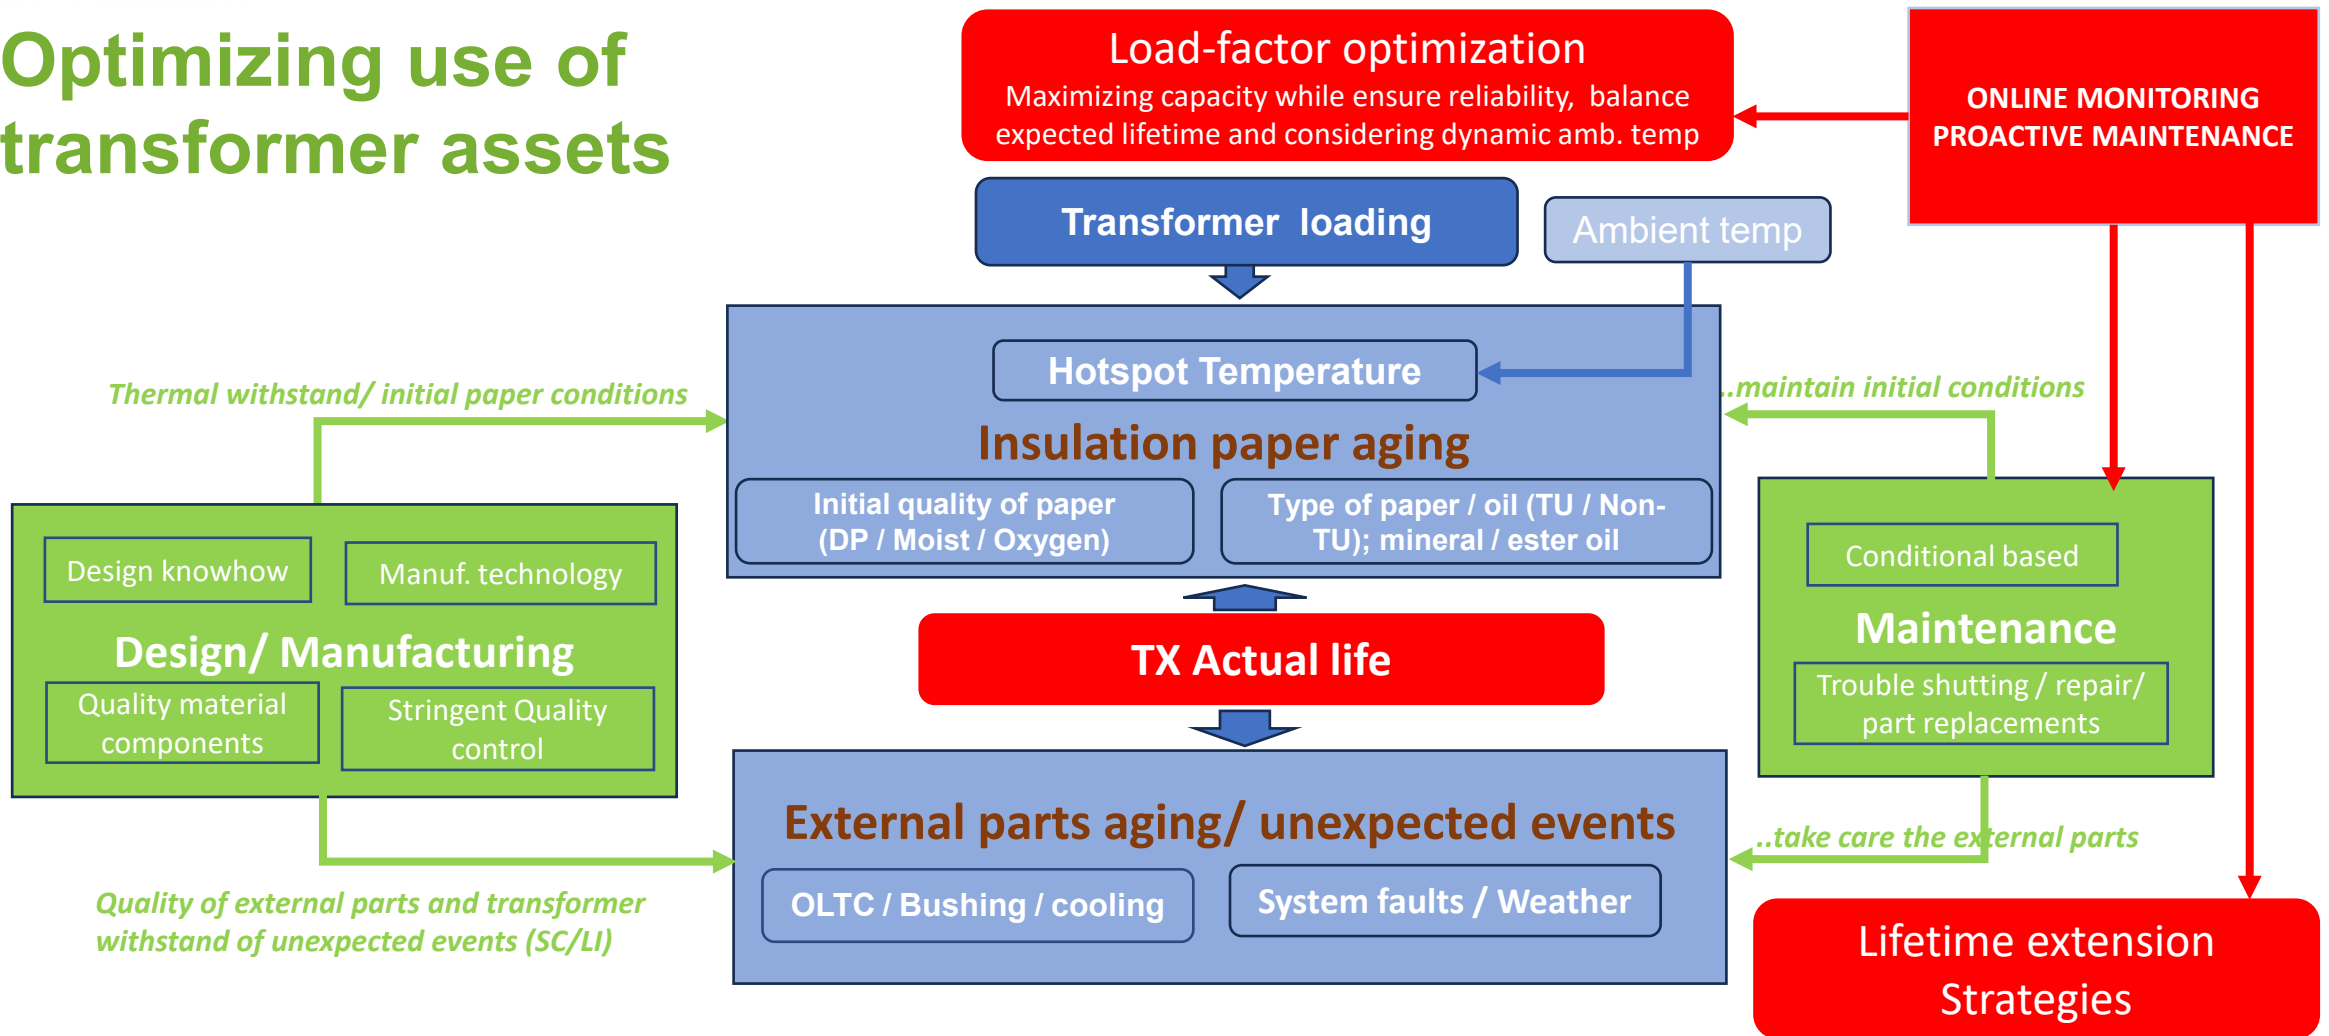 Optimizing use of
transformer assets
Load-factor optimization
Maximizing capacity while ensure reliability, balance
expected lifetime and considering dynamic amb. temp
ONLINE MONITORING
PROACTIVE MAINTENANCE
Transformer loading
Ambient temp
Hotspot Temperature
Thermal withstand/ initial paper conditions
..maintain initial conditions
Insulation paper aging
Initial quality of paper
(DP / Moist / Oxygen)
Type of paper / oil (TU / Non-
TU); mineral / ester oil
Design knowhow
Manuf. technology
Design/ Manufacturing
Quality material
components
Stringent Quality
control
TX Actual life
Conditional based
Maintenance
Trouble shutting / repair/
part replacements
External parts aging/ unexpected events
OLTC / Bushing / cooling
System faults / Weather
..take care the external parts
Quality of external parts and transformer
withstand of unexpected events (SC/LI)
Lifetime extension
Strategies